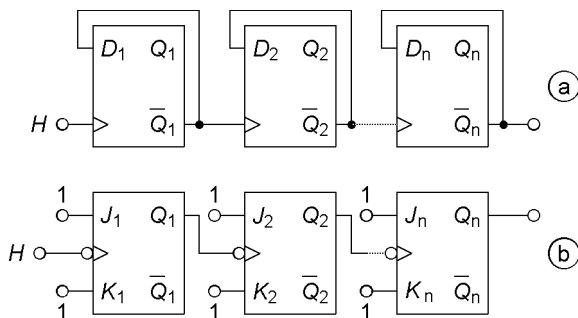 D₁ Q₁ D₂ Q₂ Dₙ Qₙ
H Q̅₁ Q̅₂ Q̅ₙ
a
1 1 1
J₁ Q₁ J₂ Q₂ Jₙ Qₙ
H
b
K₁ Q̅₁ K₂ Q̅₂ Kₙ Q̅ₙ
1 1 1